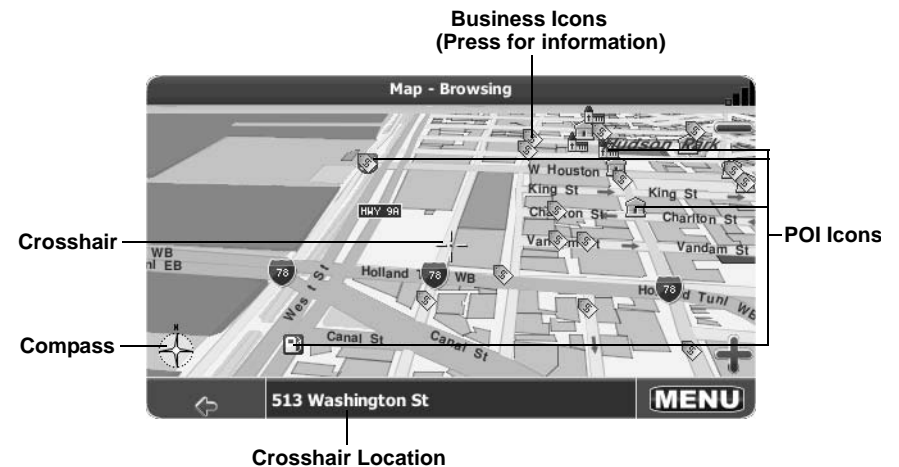 Business Icons
(Press for information)
Map - Browsing
Hudson Park
W Houston
King St
King St
HWY 9A
Charlton St
Charlton St
Crosshair
POI Icons
Vandam St
Vandam St
WB
EB
78
Holland Tunl WB
78
Holland Tunl WB
78
West St
N
Compass
Canal St
Canal St
513 Washington St
MENU
Crosshair Location